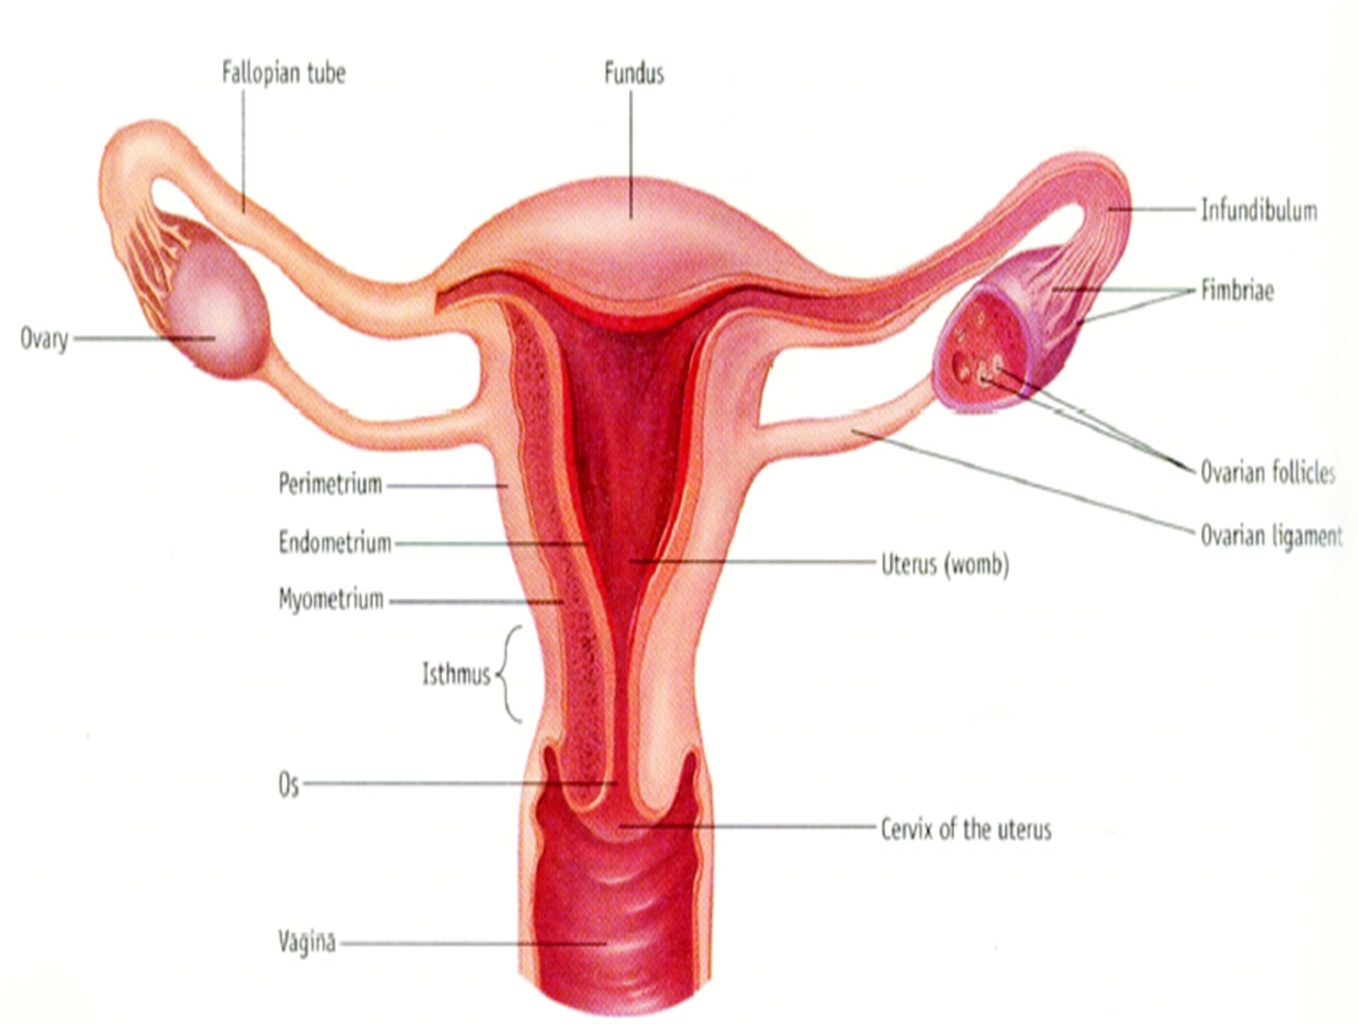 Fallopian tube
Fundus
Infundibulum
Fimbriae
Ovary
Ovarian follicles
Perimetrium
Ovarian ligament
Endometrium
Uterus (womb)
Myometrium
Isthmus
Os
Cervix of the uterus
Vagina